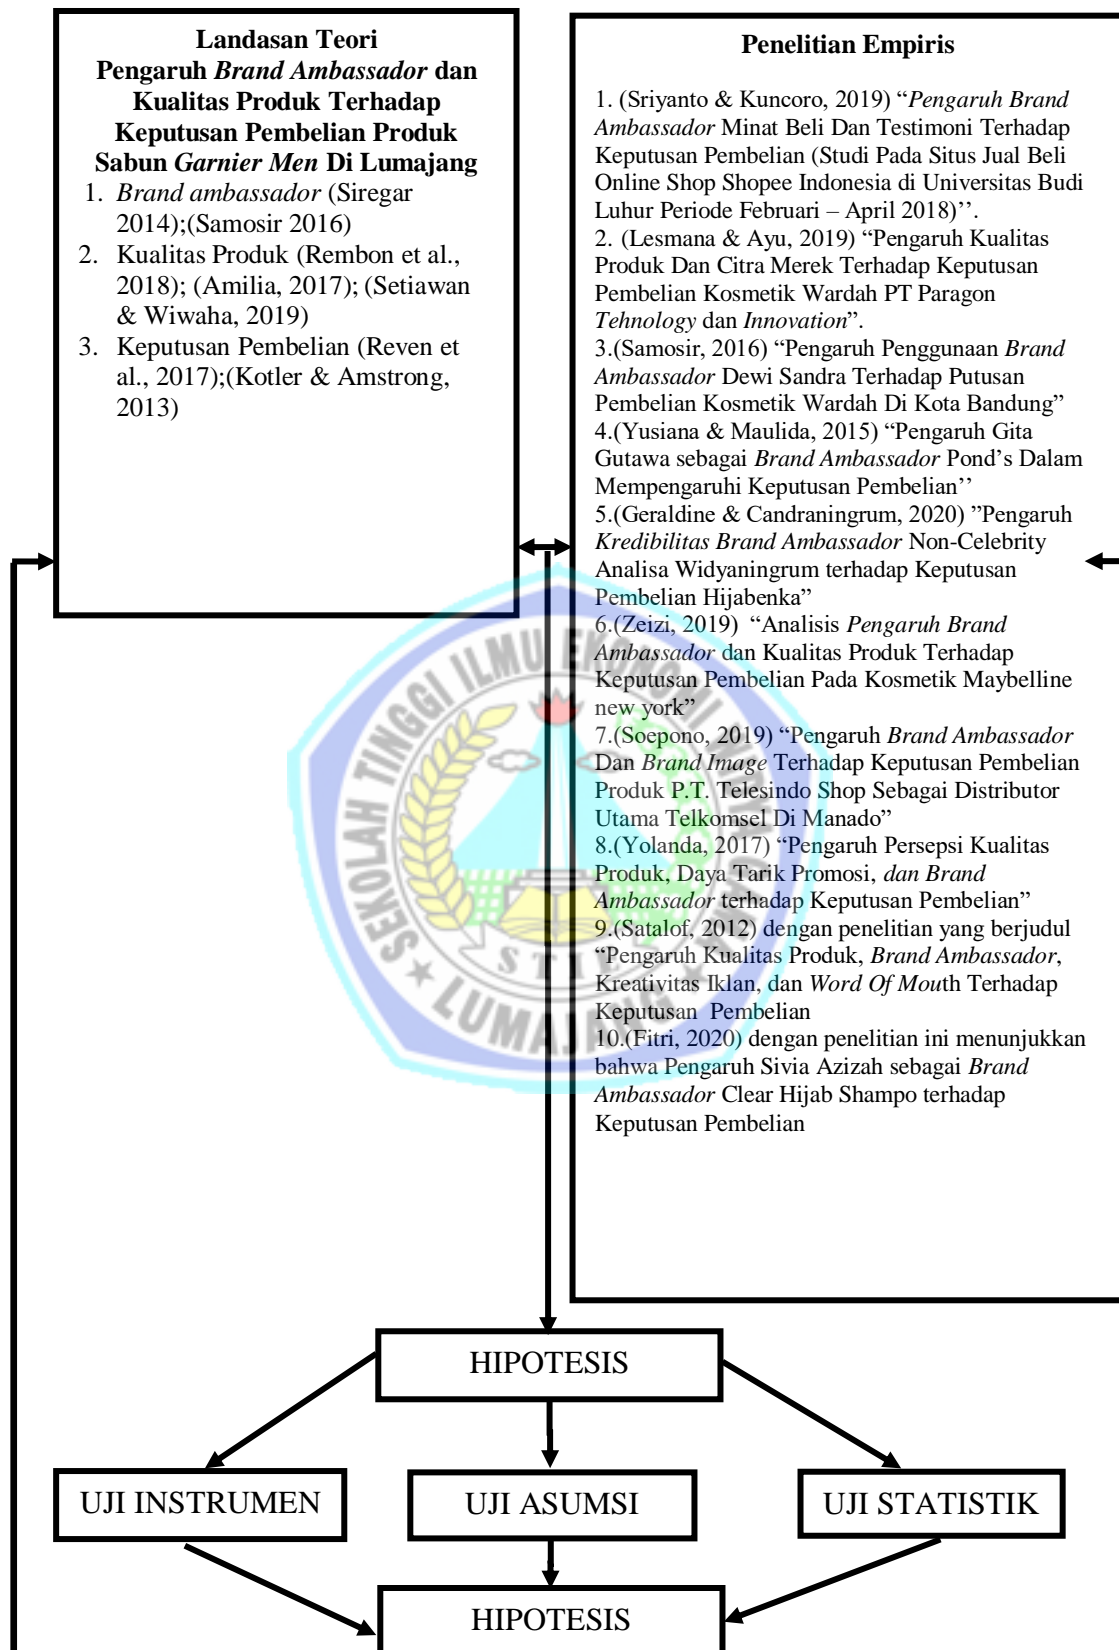 Landasan Teori
Pengaruh Brand Ambassador dan
Kualitas Produk Terhadap
Keputusan Pembelian Produk
Sabun Garnier Men Di Lumajang
1. Brand ambassador (Siregar
2014);(Samosir 2016)
2. Kualitas Produk (Rembon et al.,
2018); (Amilia, 2017); (Setiawan
& Wiwaha, 2019)
3. Keputusan Pembelian (Reven et
al., 2017);(Kotler & Amstrong,
2013)
Penelitian Empiris
1. (Sriyanto & Kuncoro, 2019) “Pengaruh Brand
Ambassador Minat Beli Dan Testimoni Terhadap
Keputusan Pembelian (Studi Pada Situs Jual Beli
Online Shop Shopee Indonesia di Universitas Budi
Luhur Periode Februari – April 2018)’’.
2. (Lesmana & Ayu, 2019) “Pengaruh Kualitas
Produk Dan Citra Merek Terhadap Keputusan
Pembelian Kosmetik Wardah PT Paragon
Tehnology dan Innovation”.
3.(Samosir, 2016) “Pengaruh Penggunaan Brand
Ambassador Dewi Sandra Terhadap Putusan
Pembelian Kosmetik Wardah Di Kota Bandung”
4.(Yusiana & Maulida, 2015) “Pengaruh Gita
Gutawa sebagai Brand Ambassador Pond’s Dalam
Mempengaruhi Keputusan Pembelian’’
5.(Geraldine & Candraningrum, 2020) ”Pengaruh
Kredibilitas Brand Ambassador Non-Celebrity
Analisa Widyaningrum terhadap Keputusan
Pembelian Hijabenka”
6.(Zeizi, 2019) “Analisis Pengaruh Brand
Ambassador dan Kualitas Produk Terhadap
Keputusan Pembelian Pada Kosmetik Maybelline
new york”
7.(Soepono, 2019) “Pengaruh Brand Ambassador
Dan Brand Image Terhadap Keputusan Pembelian
Produk P.T. Telesindo Shop Sebagai Distributor
Utama Telkomsel Di Manado”
8.(Yolanda, 2017) “Pengaruh Persepsi Kualitas
Produk, Daya Tarik Promosi, dan Brand
Ambassador terhadap Keputusan Pembelian”
9.(Satalof, 2012) dengan penelitian yang berjudul
“Pengaruh Kualitas Produk, Brand Ambassador,
Kreativitas Iklan, dan Word Of Mouth Terhadap
Keputusan Pembelian
10.(Fitri, 2020) dengan penelitian ini menunjukkan
bahwa Pengaruh Sivia Azizah sebagai Brand
Ambassador Clear Hijab Shampo terhadap
Keputusan Pembelian
SEKOLAH TINGGI ILMU EKONOMI
STIE
LUMAJANG
HIPOTESIS
UJI INSTRUMEN
UJI ASUMSI
UJI STATISTIK
HIPOTESIS